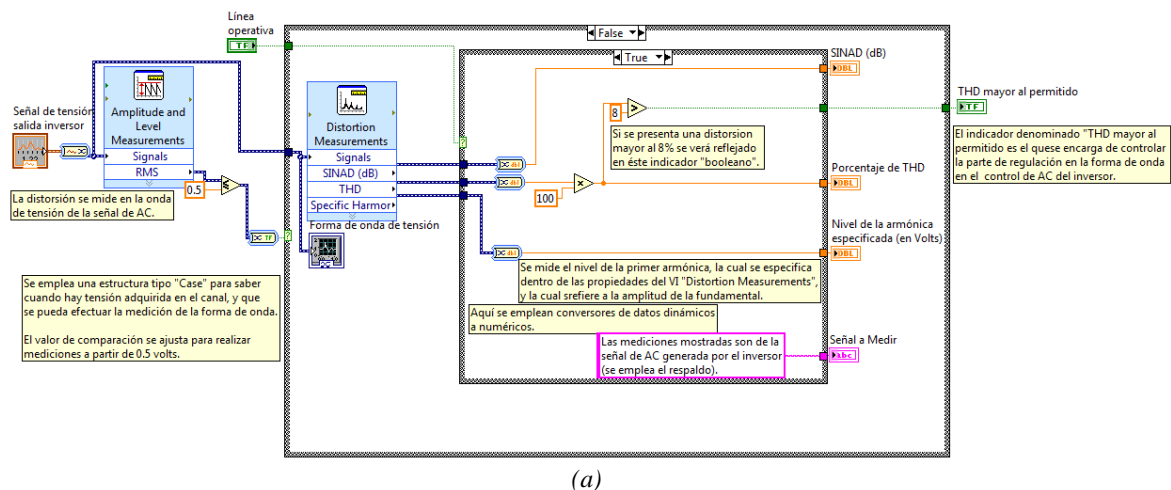 Línea
operativa
TF
False
True
SINAD (dB)
DBL
Amplitude and
Level
Measurements
Signals
RMS
Señal de tensión
salida inversor
1.23
0.5
La distorsión se mide en la onda
de tensión de la señal de AC.
TF
Distortion
Measurements
Signals
SINAD (dB)
THD
Specific Harmor
Forma de onda de tensión
?
?
dbl
dbl
dbl
8
>
100
×
Si se presenta una distorsion
mayor al 8% se verá reflejado
en éste indicador "booleano".
THD mayor al permitido
TF
El indicador denominado "THD mayor al
permitido es el quese encarga de controlar
la parte de regulación en la forma de onda
en el  control de AC del inversor.
Porcentaje de THD
DBL
Nivel de la armónica
especificada (en Volts)
DBL
Se mide el nivel de la primer armónica, la cual se especifica
dentro de las propiedades del VI "Distortion Measurements",
y la cual srefiere a la amplitud de la fundamental.
Aquí se emplean conversores de datos dinámicos
a numéricos.
Se emplea una estructura tipo "Case" para saber
cuando hay tensión adquirida en el canal, y que
se pueda efectuar la medición de la forma de onda.
El valor de comparación se ajusta para realizar
mediciones a partir de 0.5 volts.
Las mediciones mostradas son de la
señal de AC generada por el inversor
(se emplea el respaldo).
Señal a Medir
Abc
(a)